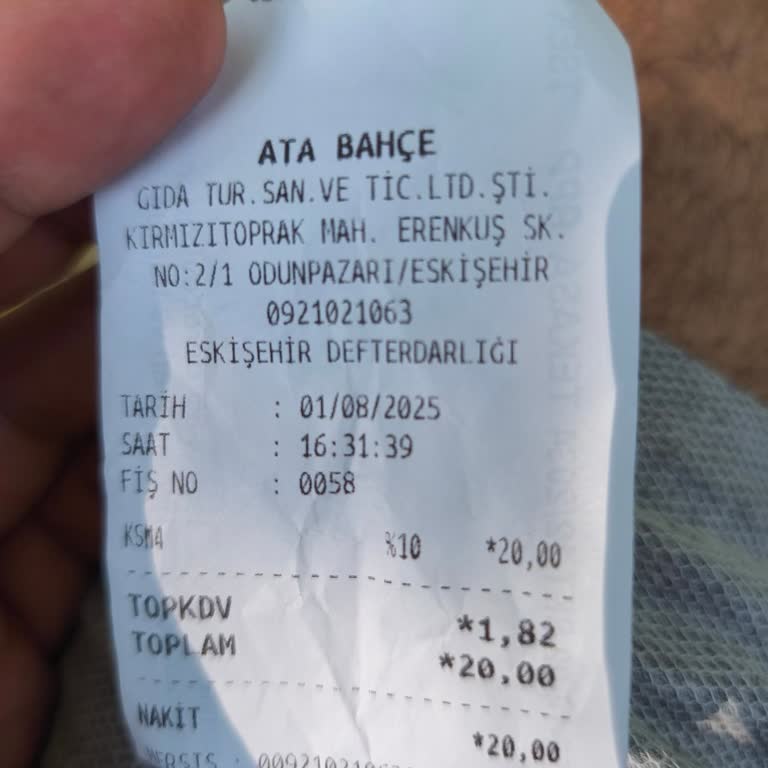 ATA BAHÇE
GIDA TUR.SAN.VE TİC.LTD.ŞTİ.
KIRMIZITOPRAK MAH. ERENKUŞ SK.
NO:2/1 ODUNPAZARI/ESKİŞEHİR
0921021063
ESKİŞEHİR DEFTERDARLIĞI
TARİH : 01/08/2025
SAAT : 16:31:39
FİŞ NO : 0058
KSM4 %10 *20,00
TOPKDV *1,82
TOPLAM *20,00
NAKİT *20,00